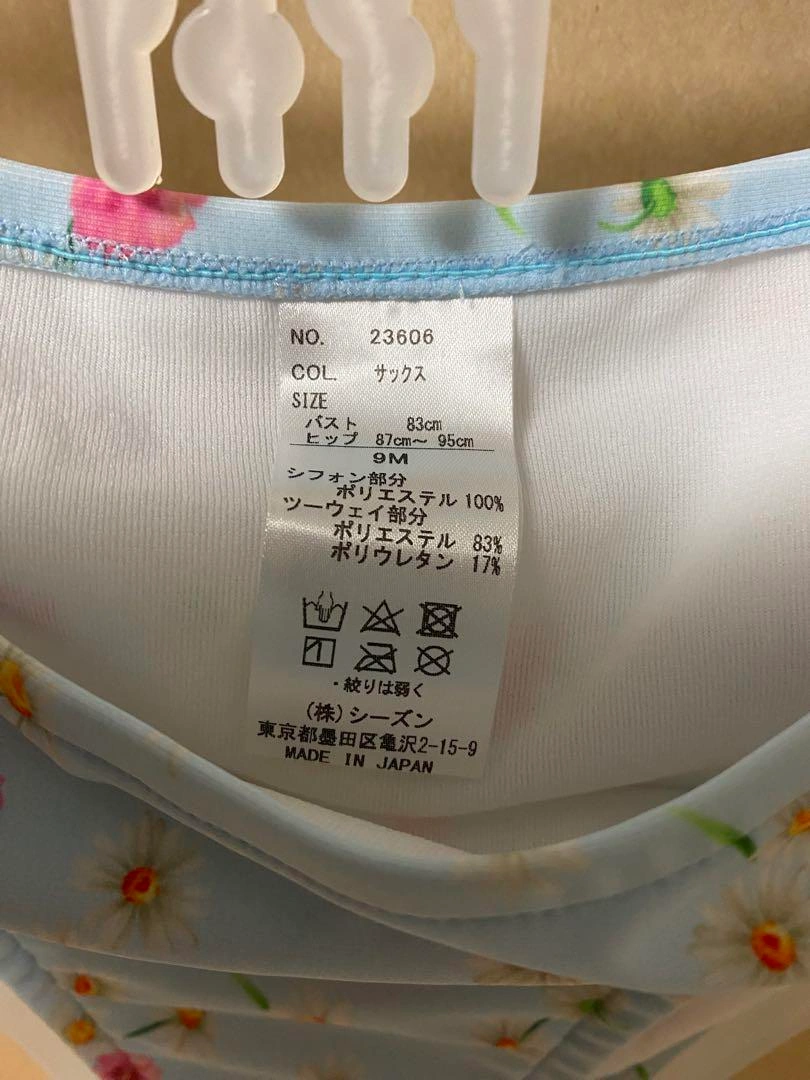 NO. 23606
COL. サックス
SIZE
バスト 83cm
ヒップ 87cm～ 95cm
9M
シフォン部分
ポリエステル 100%
ツーウェイ部分
ポリエステル 83%
ポリウレタン 17%
・絞りは弱く
(株)シーズン
東京都墨田区亀沢2-15-9
MADE IN JAPAN